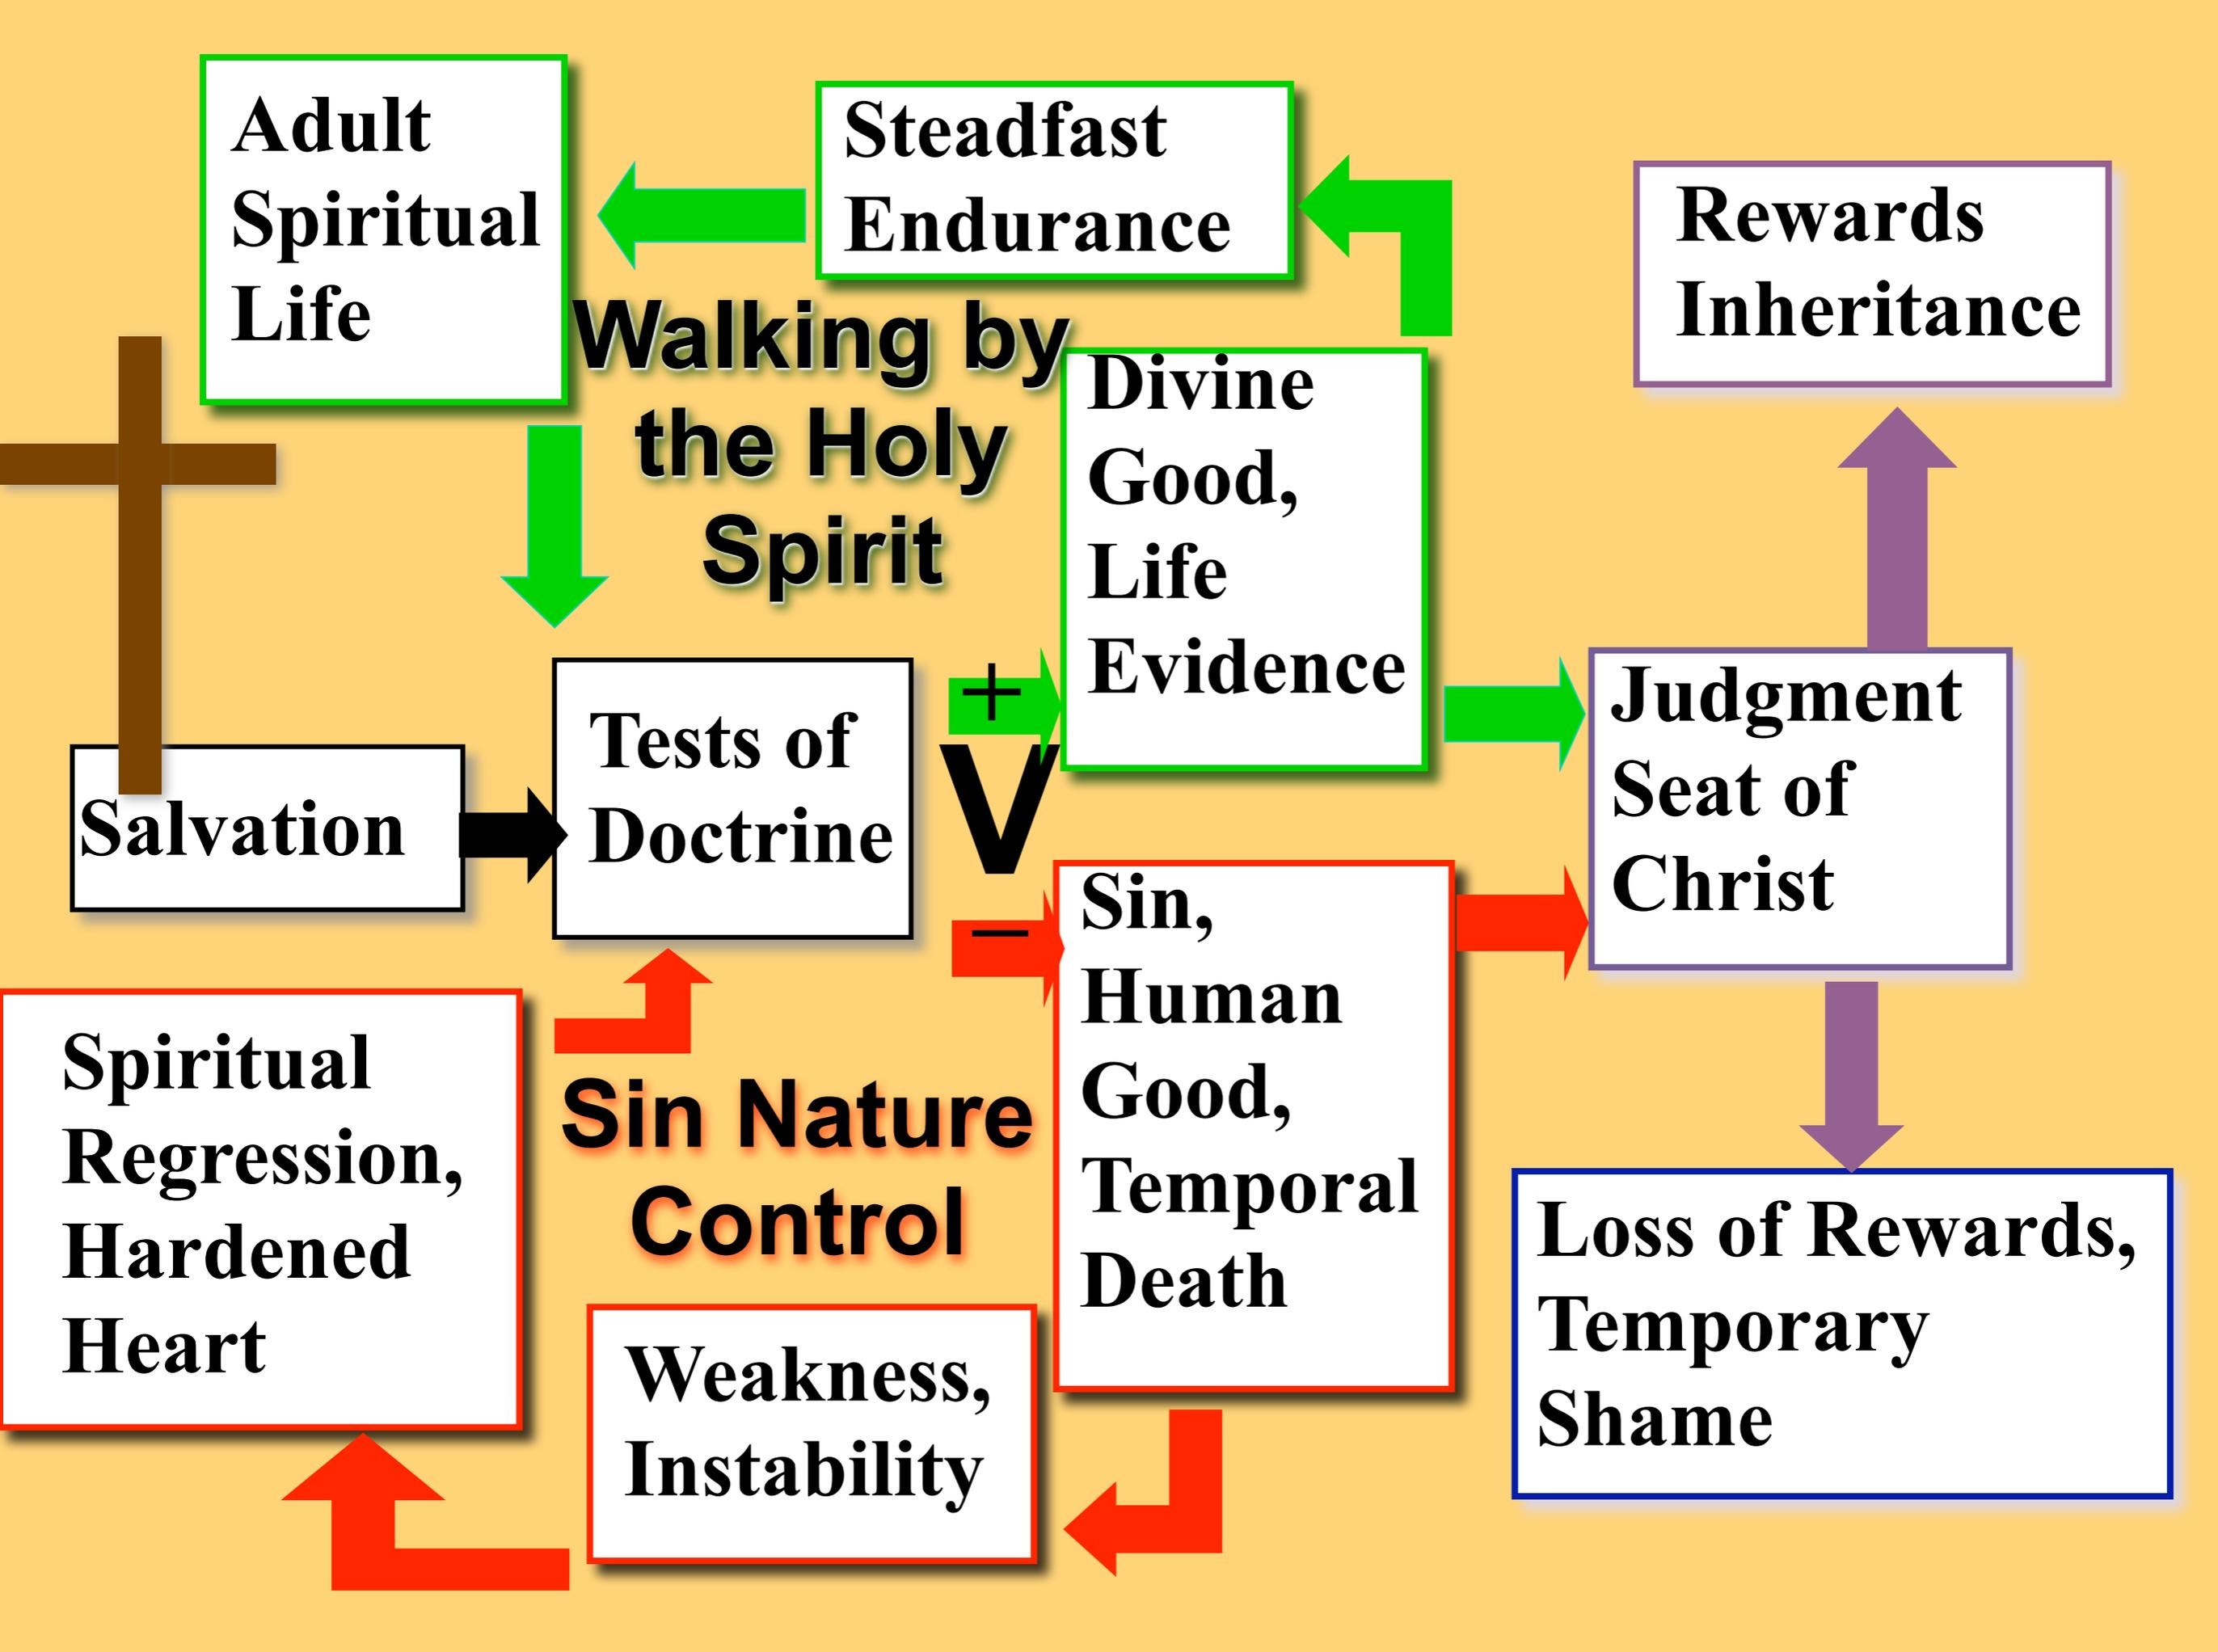 Adult
Spiritual
Life
Steadfast
Endurance
Rewards
Inheritance
Walking by
the Holy
Spirit
Divine
Good,
Life
Evidence
Salvation
Tests of
Doctrine
+
V
–
Judgment
Seat of
Christ
Sin,
Human
Good,
Temporal
Death
Spiritual
Regression,
Hardened
Heart
Sin Nature
Control
Weakness,
Instability
Loss of Rewards,
Temporary
Shame